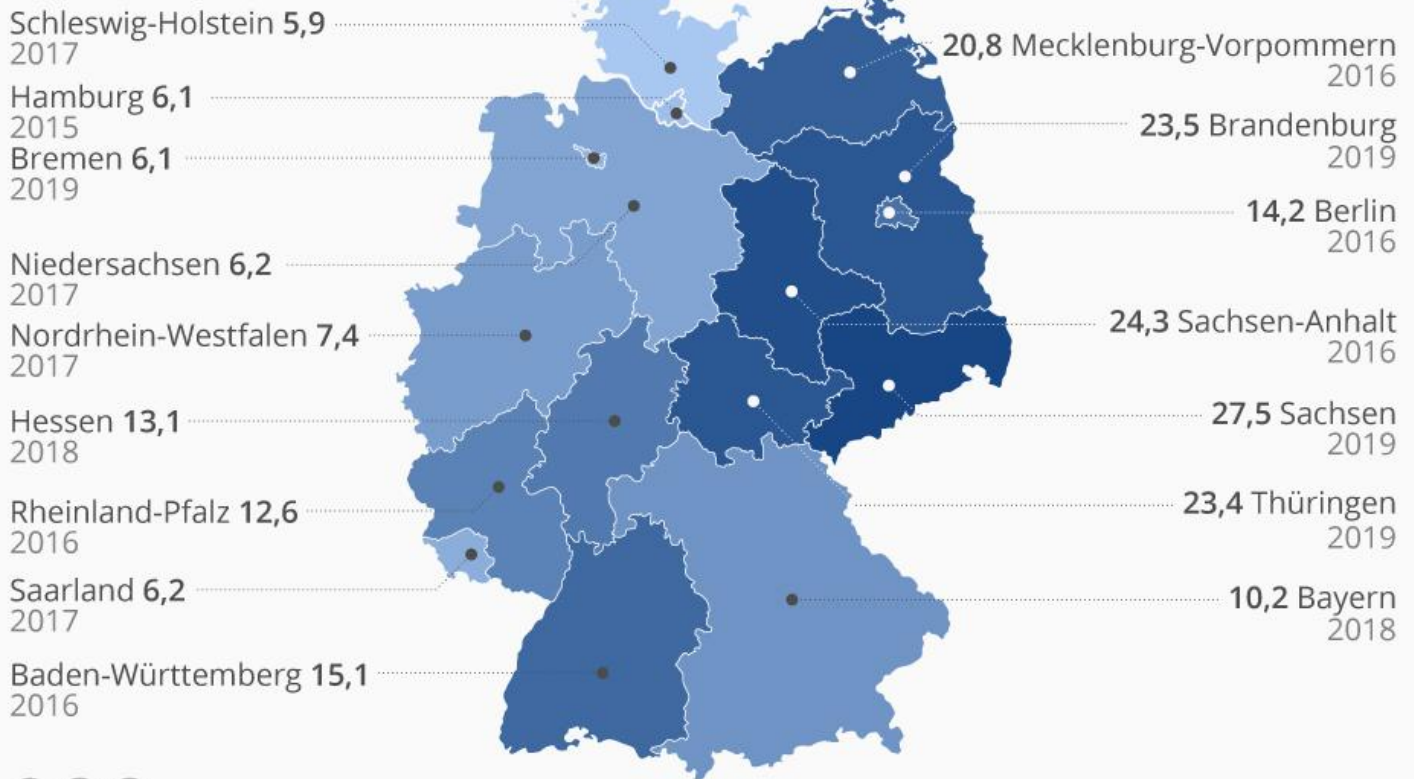 Schleswig-Holstein 5,9
2017
Hamburg 6,1
2015
Bremen 6,1
2019
Niedersachsen 6,2
2017
Nordrhein-Westfalen 7,4
2017
Hessen 13,1
2018
Rheinland-Pfalz 12,6
2016
Saarland 6,2
2017
Baden-Württemberg 15,1
2016
20,8 Mecklenburg-Vorpommern
2016
23,5 Brandenburg
2019
14,2 Berlin
2016
24,3 Sachsen-Anhalt
2016
27,5 Sachsen
2019
23,4 Thüringen
2019
10,2 Bayern
2018